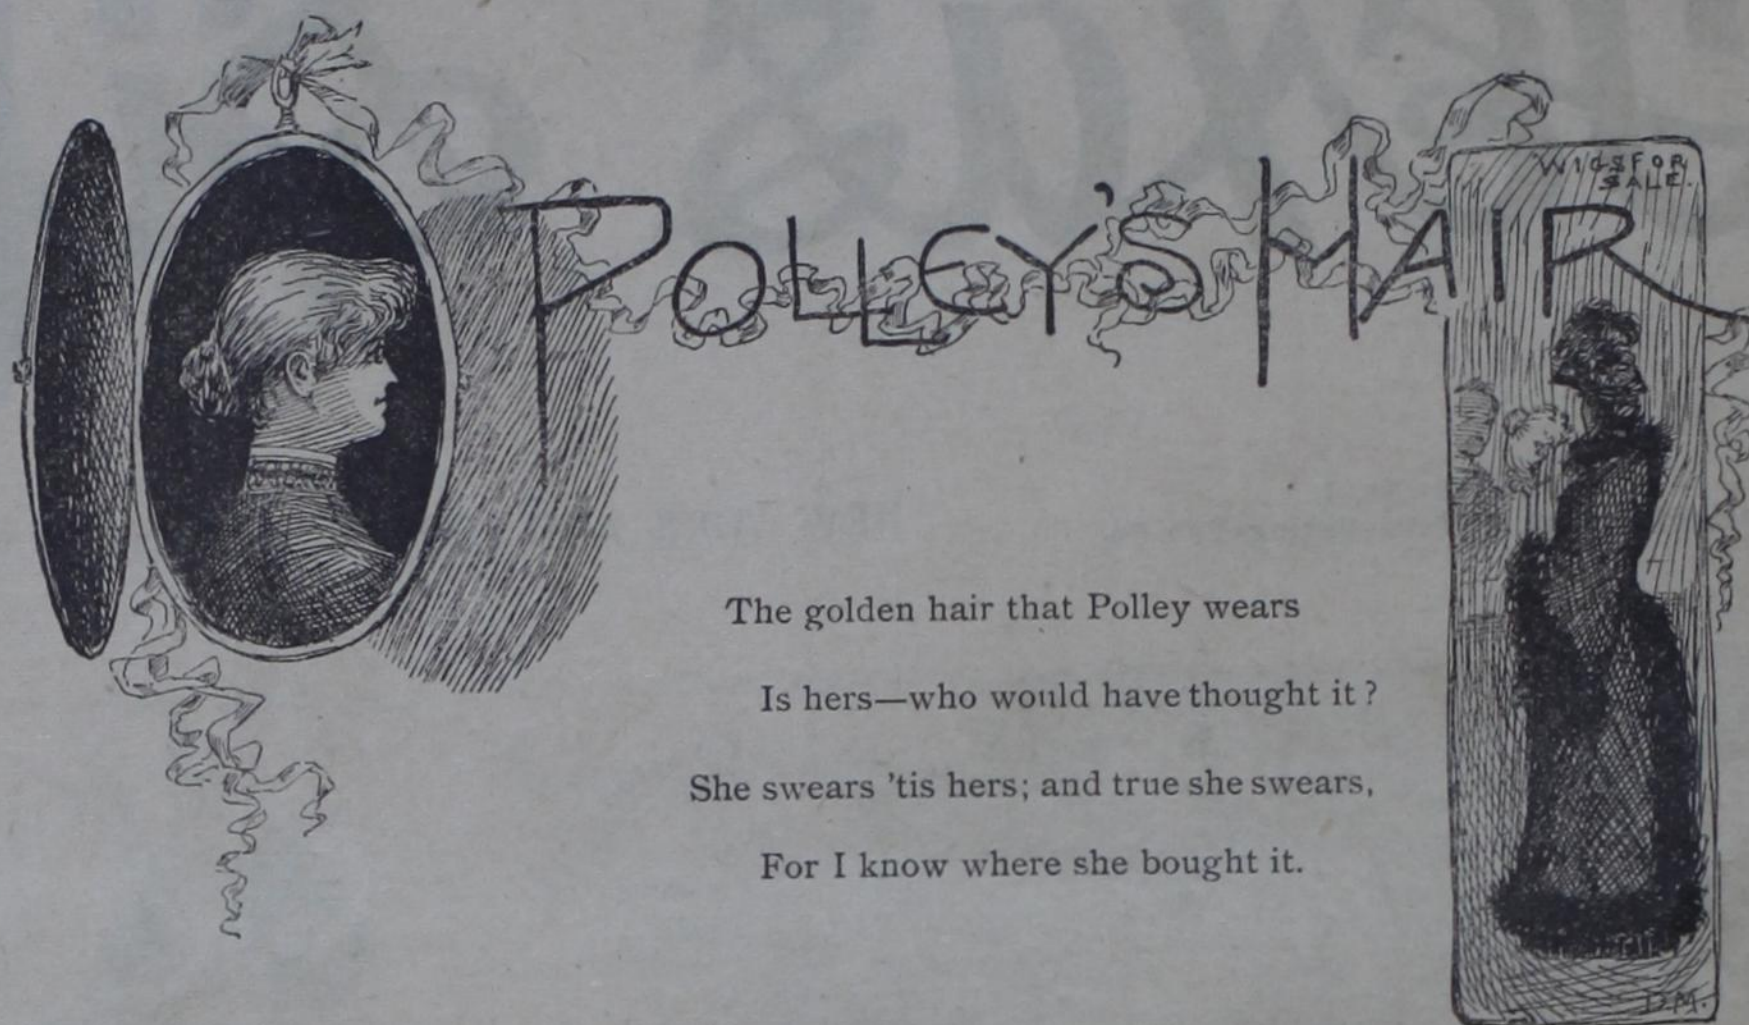 POLLEY'S HAIR
WIGS FOR
SALE.
The golden hair that Polley wears
Is hers—who would have thought it?
She swears 'tis hers; and true she swears,
For I know where she bought it.
D.M.